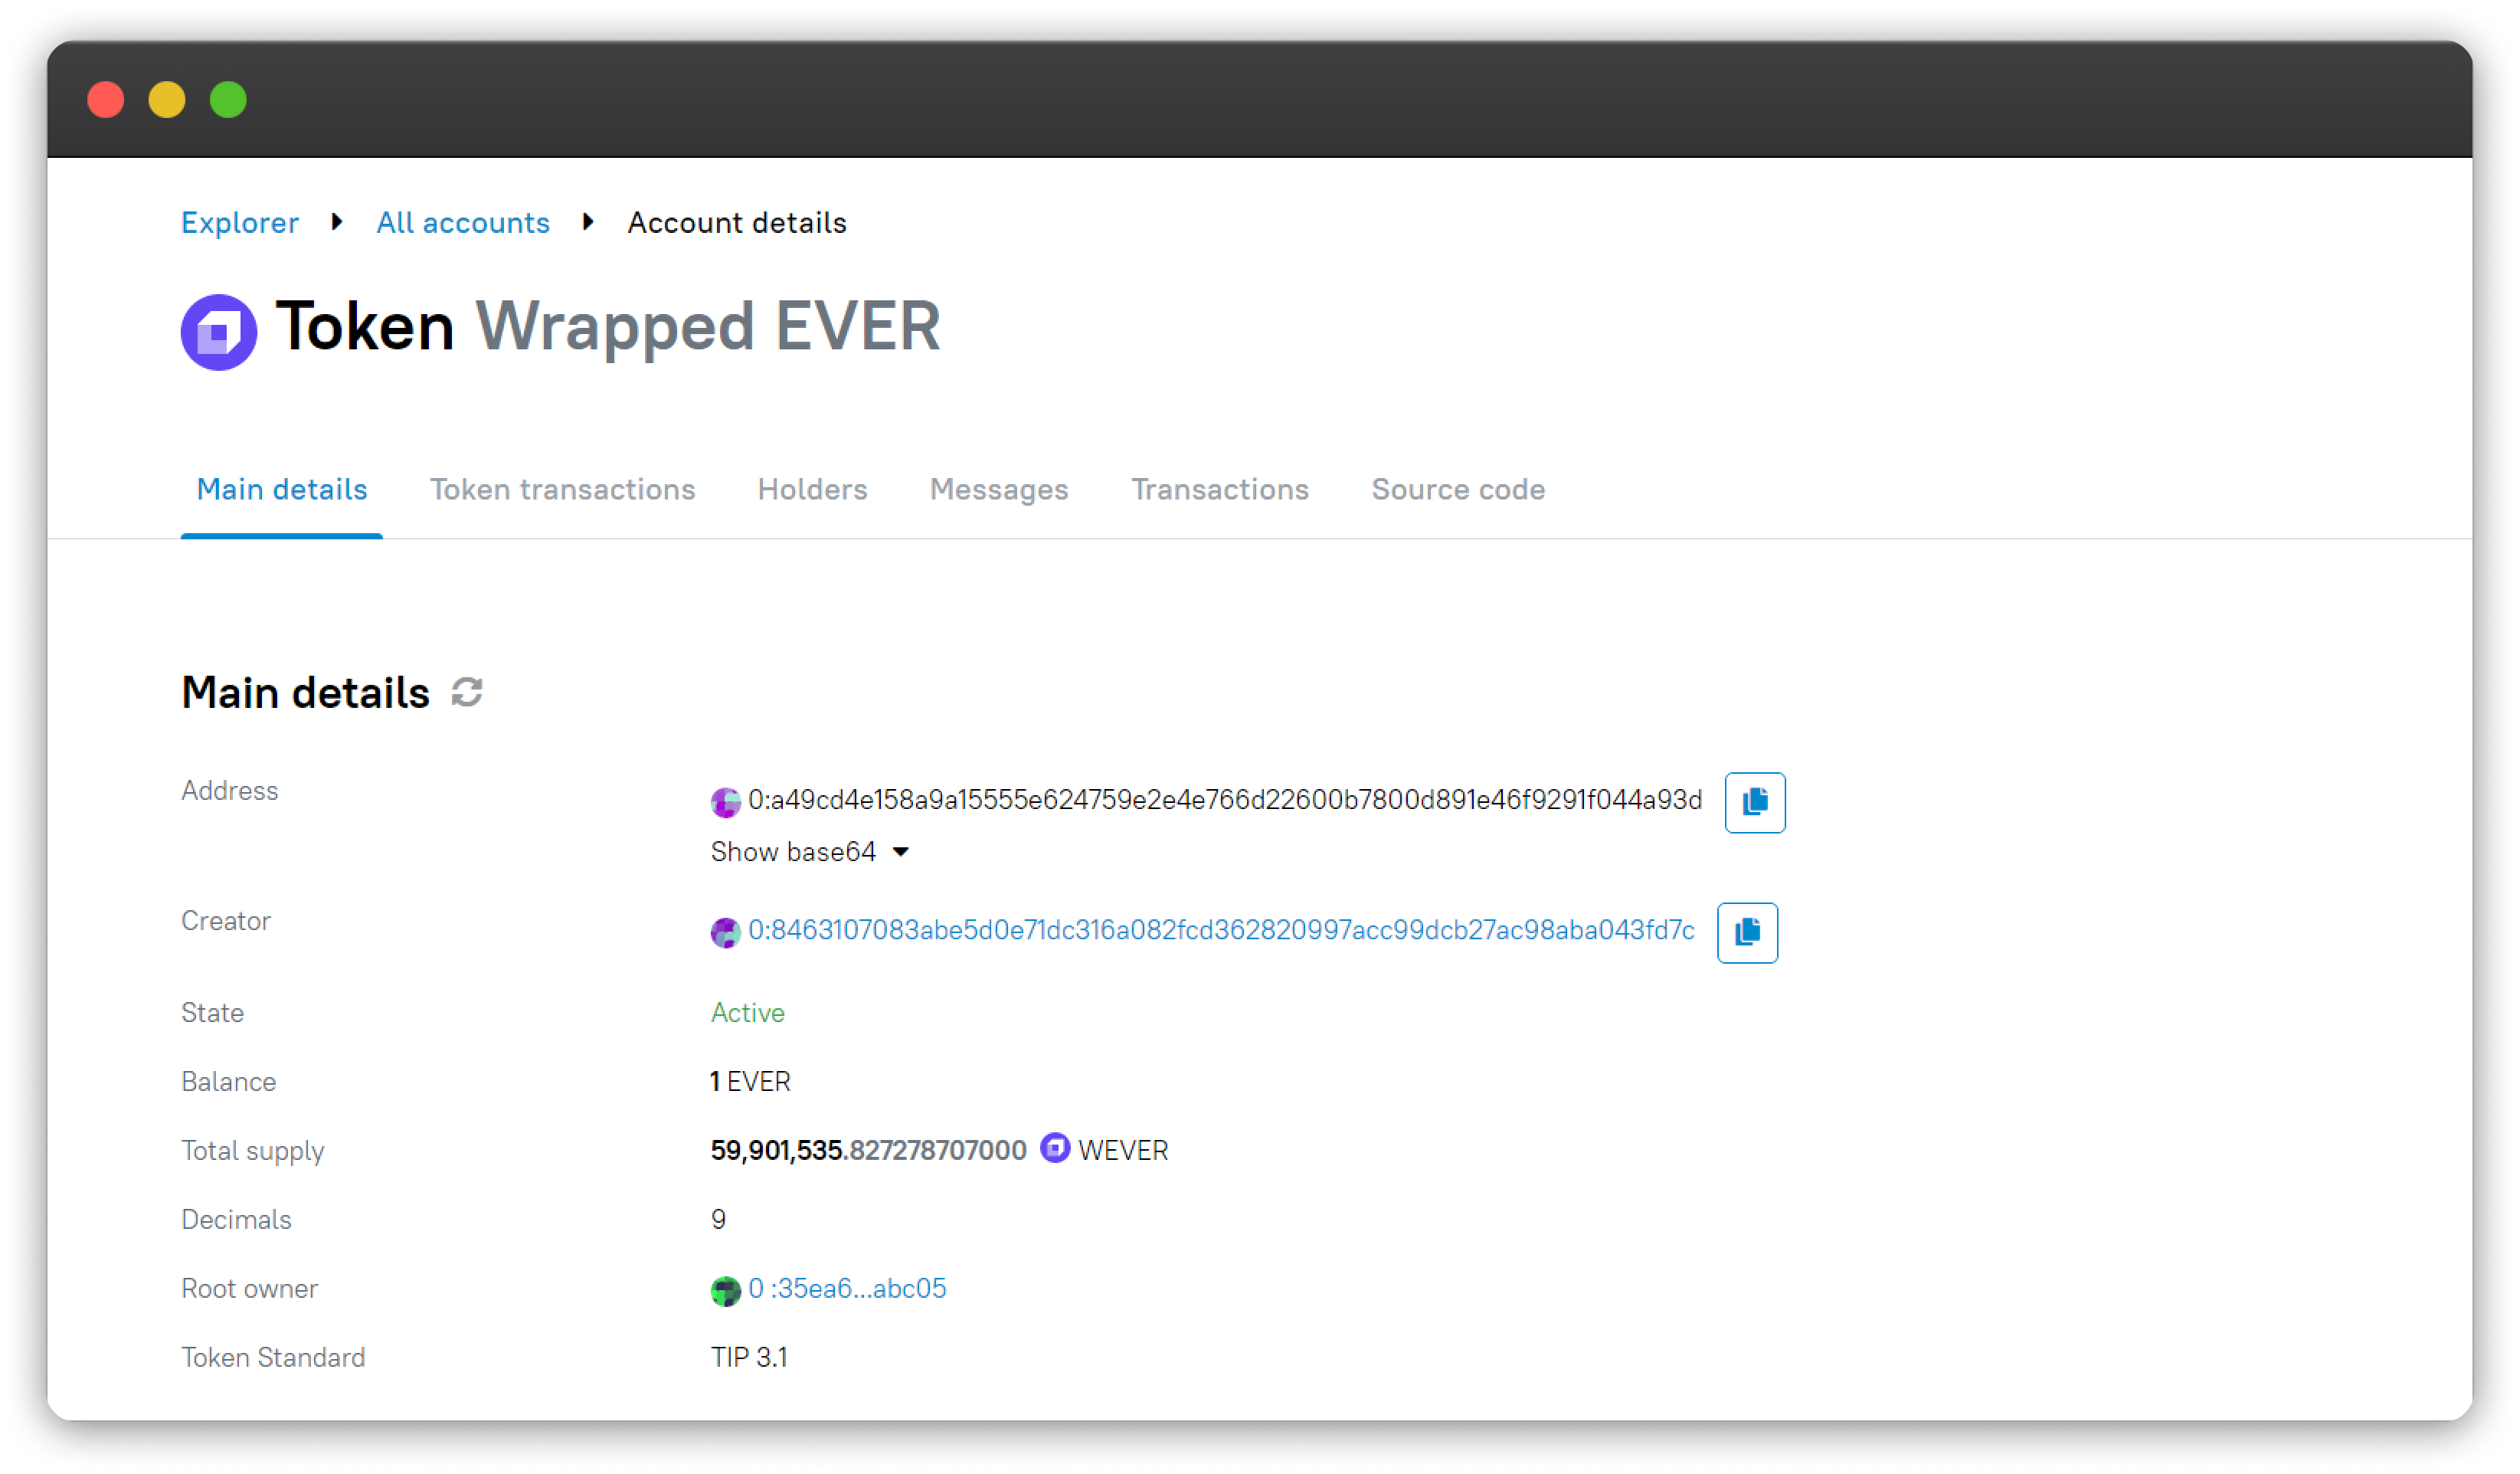 Explorer All accounts Account details
Token Wrapped EVER
Main details Token transactions Holders Messages Transactions Source code
Main details
Address 0:a49cd4e158a9a15555e624759e2e4e766d22600b7800d891e46f9291f044a93d
Show base64
Creator 0:8463107083abe5d0e71dc316a082fcd362820997acc99dcb27ac98aba043fd7c
State Active
Balance 1 EVER
Total supply 59,901,535.827278707000 WEVER
Decimals 9
Root owner 0 :35ea6...abc05
Token Standard TIP 3.1